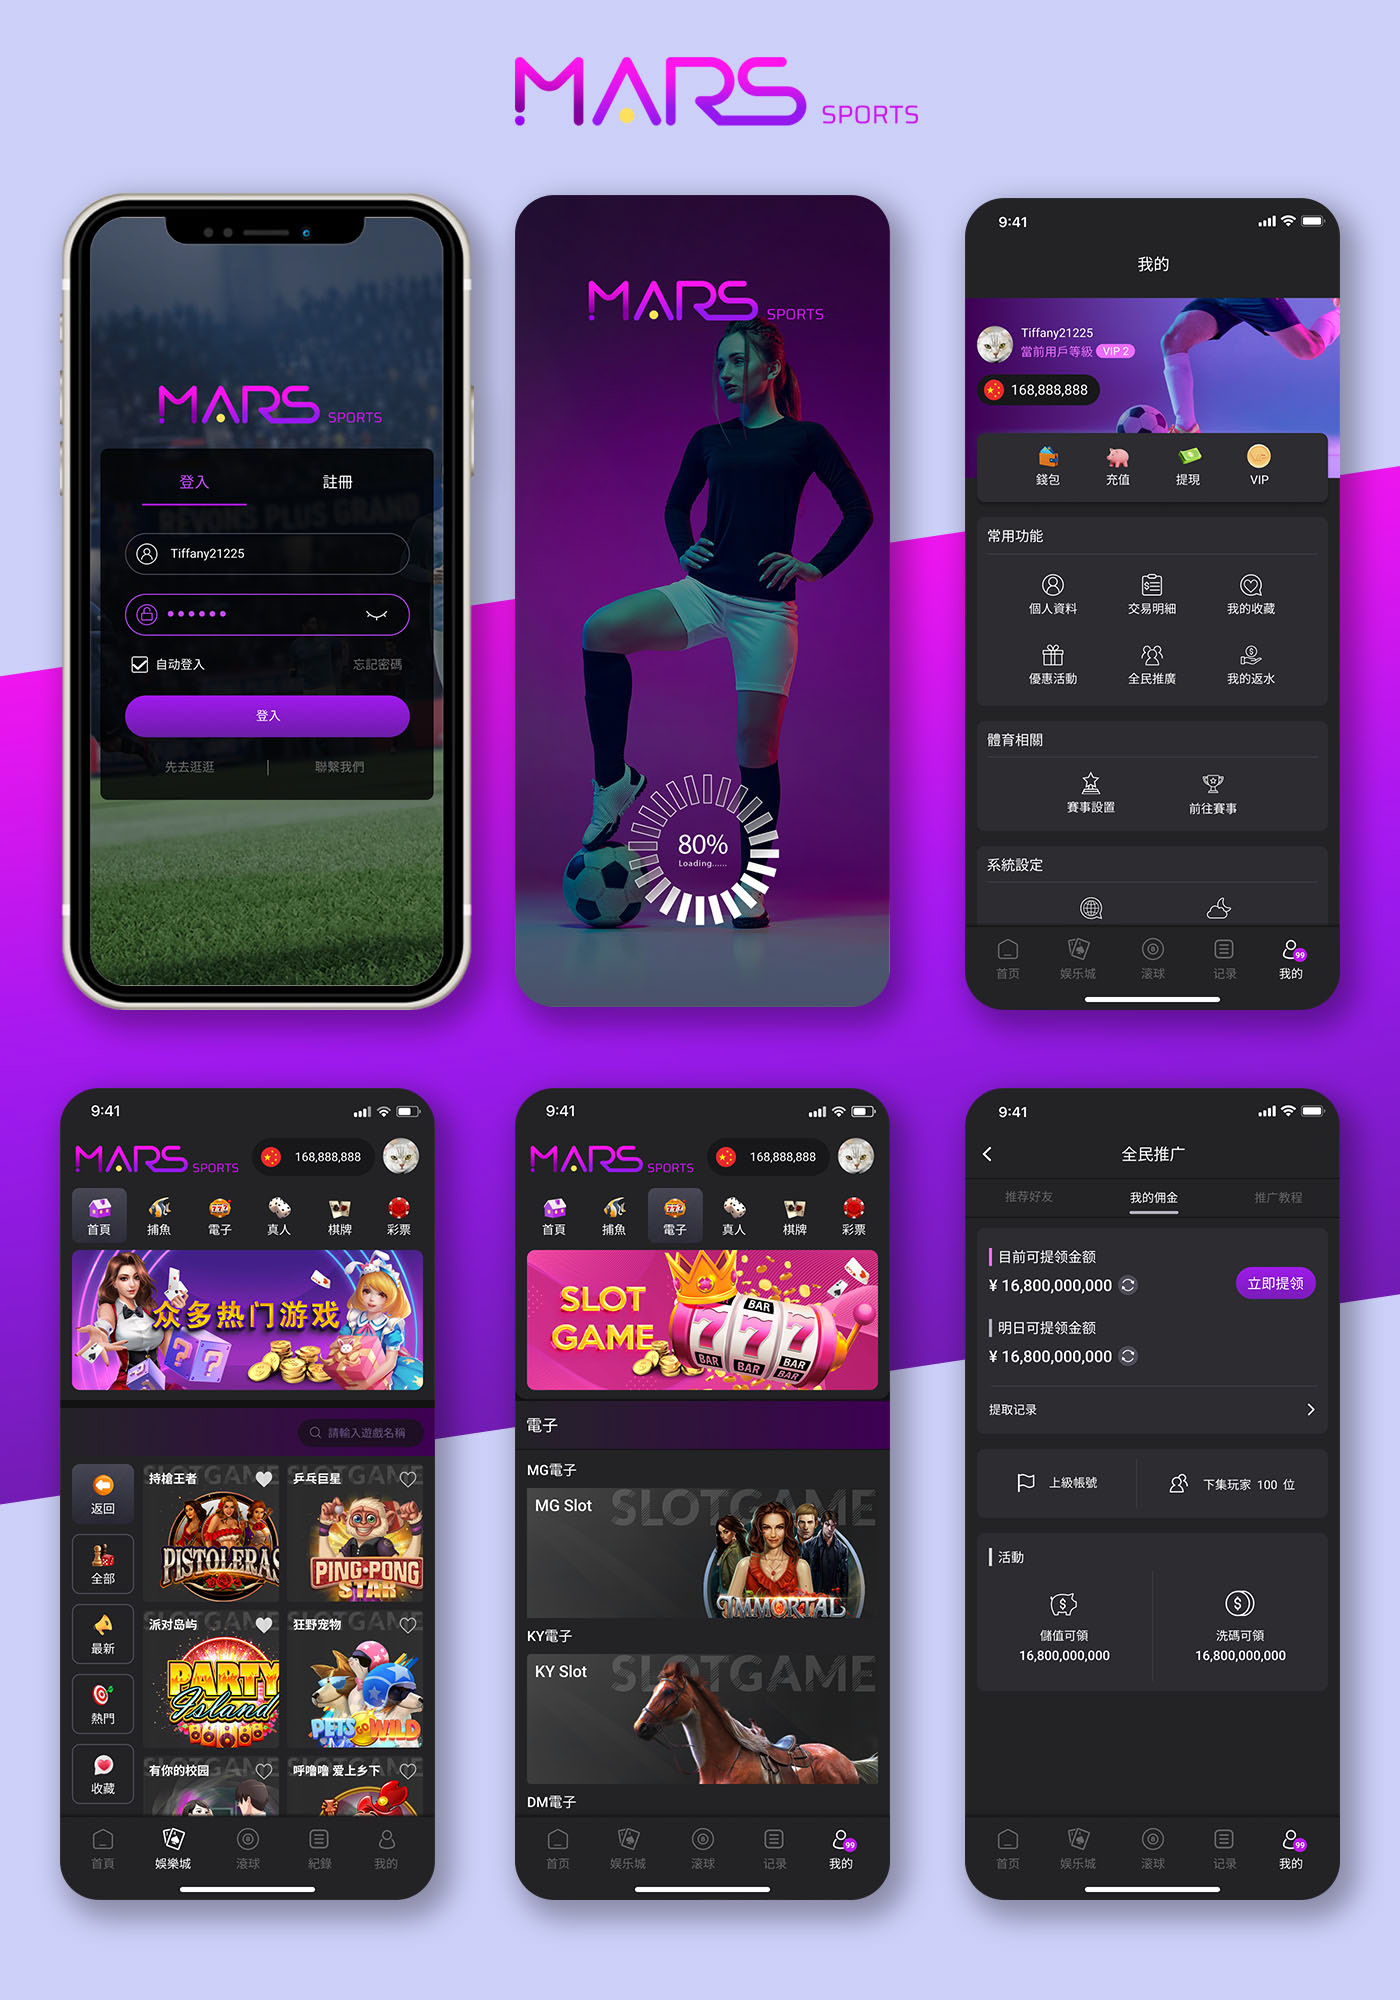 MARS SPORTS
MARS SPORTS
登入 註冊
REVONS PLUS GRAND
Tiffany21225
自动登入 忘記密碼
登入
先去逛逛 | 聯繫我們
MARS SPORTS
80%
Loading......
9:41
我的
Tiffany21225
當前用戶等級 VIP 2
168,888,888
VIP
錢包 充值 提現 VIP
常用功能
個人資料 交易明細 我的收藏
優惠活動 全民推廣 我的返水
體育相關
賽事設置 前往賽事
系統設定
99
首页 娱乐城 滚球 记录 我的
9:41
MARS SPORTS 168,888,888
首頁 捕魚 電子 真人 棋牌 彩票
众多热门游戏
請輸入遊戲名稱
返回
全部
最新
熱門
收藏
SLOTGAME
持槍王者
PISTOLERAS
SLOTGAME
乒乓巨星
PING-PONG
STAR
派对岛屿
PARTY
Island
狂野宠物
PETS GO WILD
有你的校园
呼噜噜 爱上乡下
首頁 娛樂城 滾球 紀錄 我的
9:41
MARS SPORTS 168,888,888
首頁 捕魚 電子 真人 棋牌 彩票
SLOT
GAME
BAR
777
BAR BAR BAR
電子
MG電子
MG Slot
SLOTGAME
IMMORTAL
KY電子
KY Slot
SLOTGAME
DM電子
99
首页 娱乐城 滚球 记录 我的
9:41
全民推广
推荐好友 我的佣金 推广教程
目前可提领金额
¥ 16,800,000,000
立即提领
明日可提领金额
¥ 16,800,000,000
提取记录
上級帳號 下集玩家 100 位
活動
儲值可領 洗碼可領
16,800,000,000 16,800,000,000
99
首页 娱乐城 滚球 记录 我的